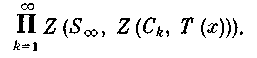 ∞
∏ Z (S∞, Z (Ck, T (x))).
k=1